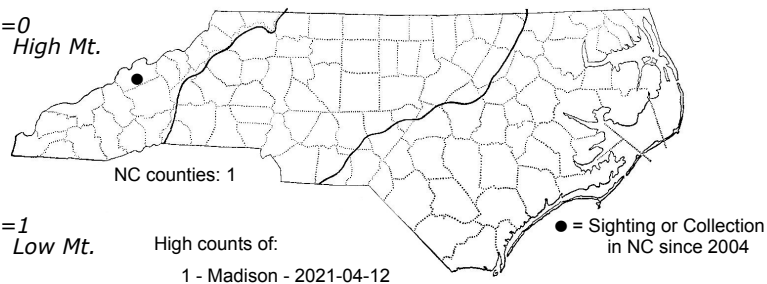 =0
High Mt.
NC counties: 1
=1
Low Mt.
High counts of:
1 - Madison - 2021-04-12
● = Sighting or Collection
in NC since 2004